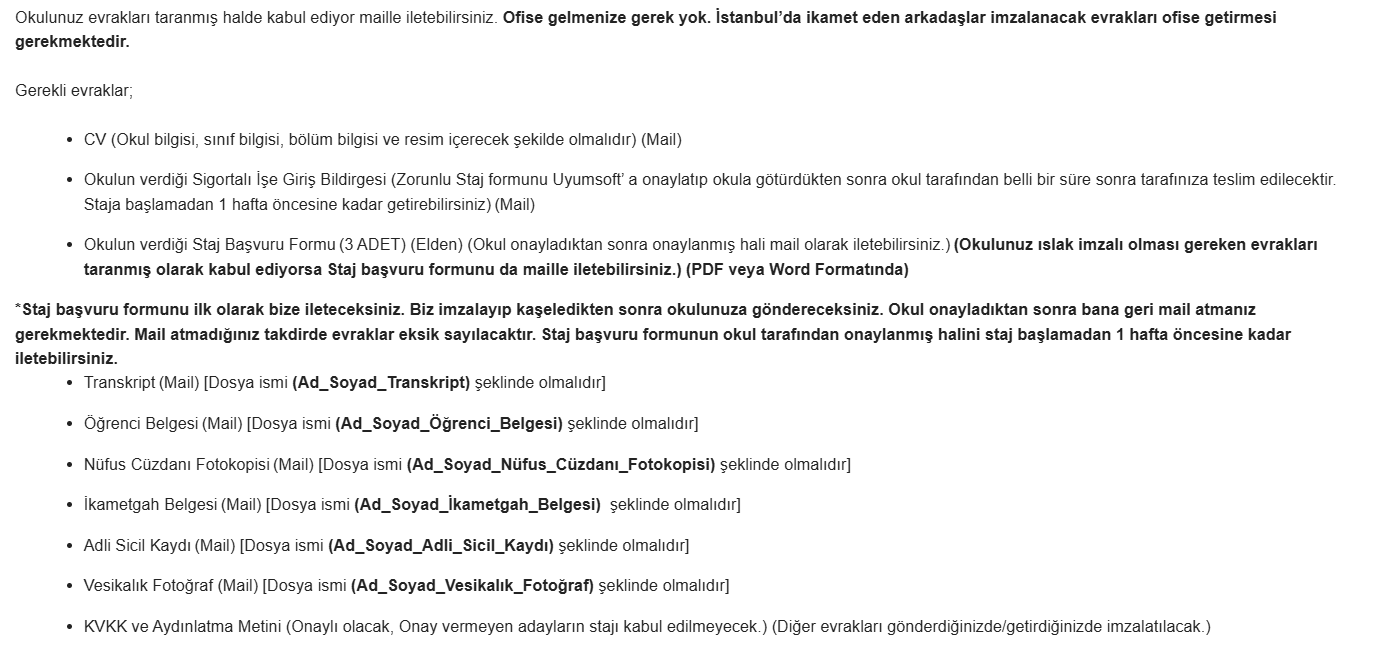 Okulunuz evrakları taranmış halde kabul ediyor maille iletebilirsiniz. Ofise gelmenize gerek yok. İstanbul’da ikamet eden arkadaşlar imzalanacak evrakları ofise getirmesi
gerekmektedir.
Gerekli evraklar;
• CV (Okul bilgisi, sınıf bilgisi, bölüm bilgisi ve resim içerecek şekilde olmalıdır) (Mail)
• Okulun verdiği Sigortalı İşe Giriş Bildirgesi (Zorunlu Staj formunu Uyumsoft’ a onaylatıp okula götürdükten sonra okul tarafından belli bir süre sonra tarafınıza teslim edilecektir.
Staja başlamadan 1 hafta öncesine kadar getirebilirsiniz) (Mail)
• Okulun verdiği Staj Başvuru Formu (3 ADET) (Elden) (Okul onayladıktan sonra onaylanmış hali mail olarak iletebilirsiniz.) (Okulunuz ıslak imzalı olması gereken evrakları
taranmış olarak kabul ediyorsa Staj başvuru formunu da maille iletebilirsiniz.) (PDF veya Word Formatında)
*Staj başvuru formunu ilk olarak bize ileteceksiniz. Biz imzalayıp kaşeledikten sonra okulunuza göndereceksiniz. Okul onayladıktan sonra bana geri mail atmanız
gerekmektedir. Mail atmadığınız takdirde evraklar eksik sayılacaktır. Staj başvuru formunun okul tarafından onaylanmış halini staj başlamadan 1 hafta öncesine kadar
iletebilirsiniz.
• Transkript (Mail) [Dosya ismi (Ad_Soyad_Transkript) şeklinde olmalıdır]
• Öğrenci Belgesi (Mail) [Dosya ismi (Ad_Soyad_Öğrenci_Belgesi) şeklinde olmalıdır]
• Nüfus Cüzdanı Fotokopisi (Mail) [Dosya ismi (Ad_Soyad_Nüfus_Cüzdanı_Fotokopisi) şeklinde olmalıdır]
• İkametgah Belgesi (Mail) [Dosya ismi (Ad_Soyad_İkametgah_Belgesi)  şeklinde olmalıdır]
• Adli Sicil Kaydı (Mail) [Dosya ismi (Ad_Soyad_Adli_Sicil_Kaydı) şeklinde olmalıdır]
• Vesikalık Fotoğraf (Mail) [Dosya ismi (Ad_Soyad_Vesikalık_Fotoğraf) şeklinde olmalıdır]
• KVKK ve Aydınlatma Metini (Onaylı olacak, Onay vermeyen adayların stajı kabul edilmeyecek.) (Diğer evrakları gönderdiğinizde/getirdiğinizde imzalatılacak.)